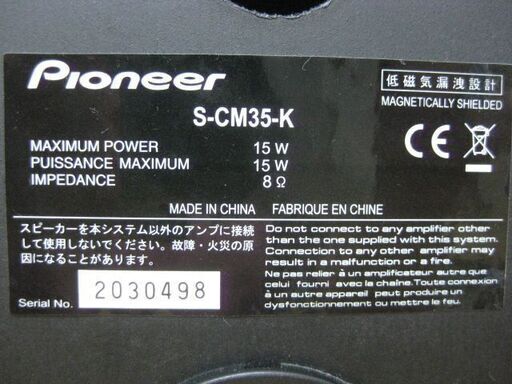 Pioneer
低磁気漏洩設計
MAGNETICALLY SHIELDED
S-CM35-K
MAXIMUM POWER 15 W
PUISSANCE MAXIMUM 15 W
IMPEDANCE 8 Ω
CE
MADE IN CHINA FABRIQUE EN CHINE
スピーカーを本システム以外のアンプに接続
して使用しないでください。故障・火災の原
因になることがあります。
Serial No. 2030498
Do not connect to any amplifier other
than the one supplied with this system.
Connection to any other amplifier may
result in a malfunction or a fire.
Ne pas relier à un amplificateur autre que
celui fourni avec la chaîne.Toute connexion
à un autre appareil peut produire un
dysfonctionnement ou mettre le feu.